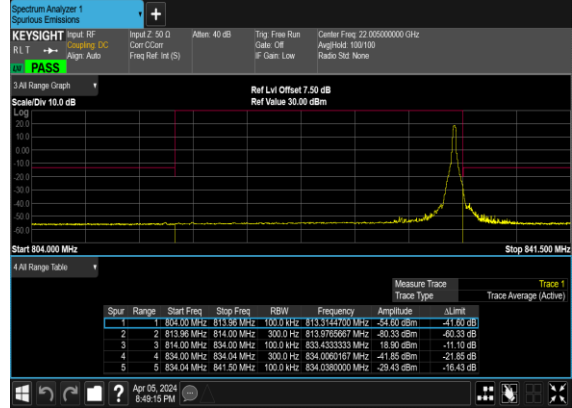 Spectrum Analyzer 1
Spurious Emissions
KEYSIGHT Input: RF Input Z: 50 Ω Atten: 40 dB Trig: Free Run Center Freq: 22.005000000 GHz
RLT Coupling: DC Corr CCorr Gate: Off Avg|Hold: 100/100
Align: Auto Freq Ref: Int (S) IF Gain: Low Radio Std: None
PASS
3 All Range Graph
Ref Lvl Offset 7.50 dB
Scale/Div 10.0 dB Ref Value 30.00 dBm
Log
20.0
10.0
0.00
-10.0
-20.0
-30.0
-40.0
-50.0
-60.0
Start 804.000 MHz Stop 841.500 MHz
4 All Range Table
Measure Trace Trace 1
Trace Type Trace Average (Active)
Spur Range Start Freq Stop Freq RBW Frequency Amplitude ΔLimit
1 1 804.00 MHz 813.96 MHz 100.0 kHz 813.3144700 MHz -54.60 dBm -41.60 dB
2 2 813.96 MHz 814.00 MHz 300.0 Hz 813.9765667 MHz -80.33 dBm -60.33 dB
3 3 814.00 MHz 834.00 MHz 100.0 kHz 833.4333333 MHz 18.90 dBm -11.10 dB
4 4 834.00 MHz 834.04 MHz 300.0 Hz 834.0060167 MHz -41.85 dBm -21.85 dB
5 5 834.04 MHz 841.50 MHz 100.0 kHz 834.0380000 MHz -29.43 dBm -16.43 dB
Apr 05, 2024
8:49:15 PM